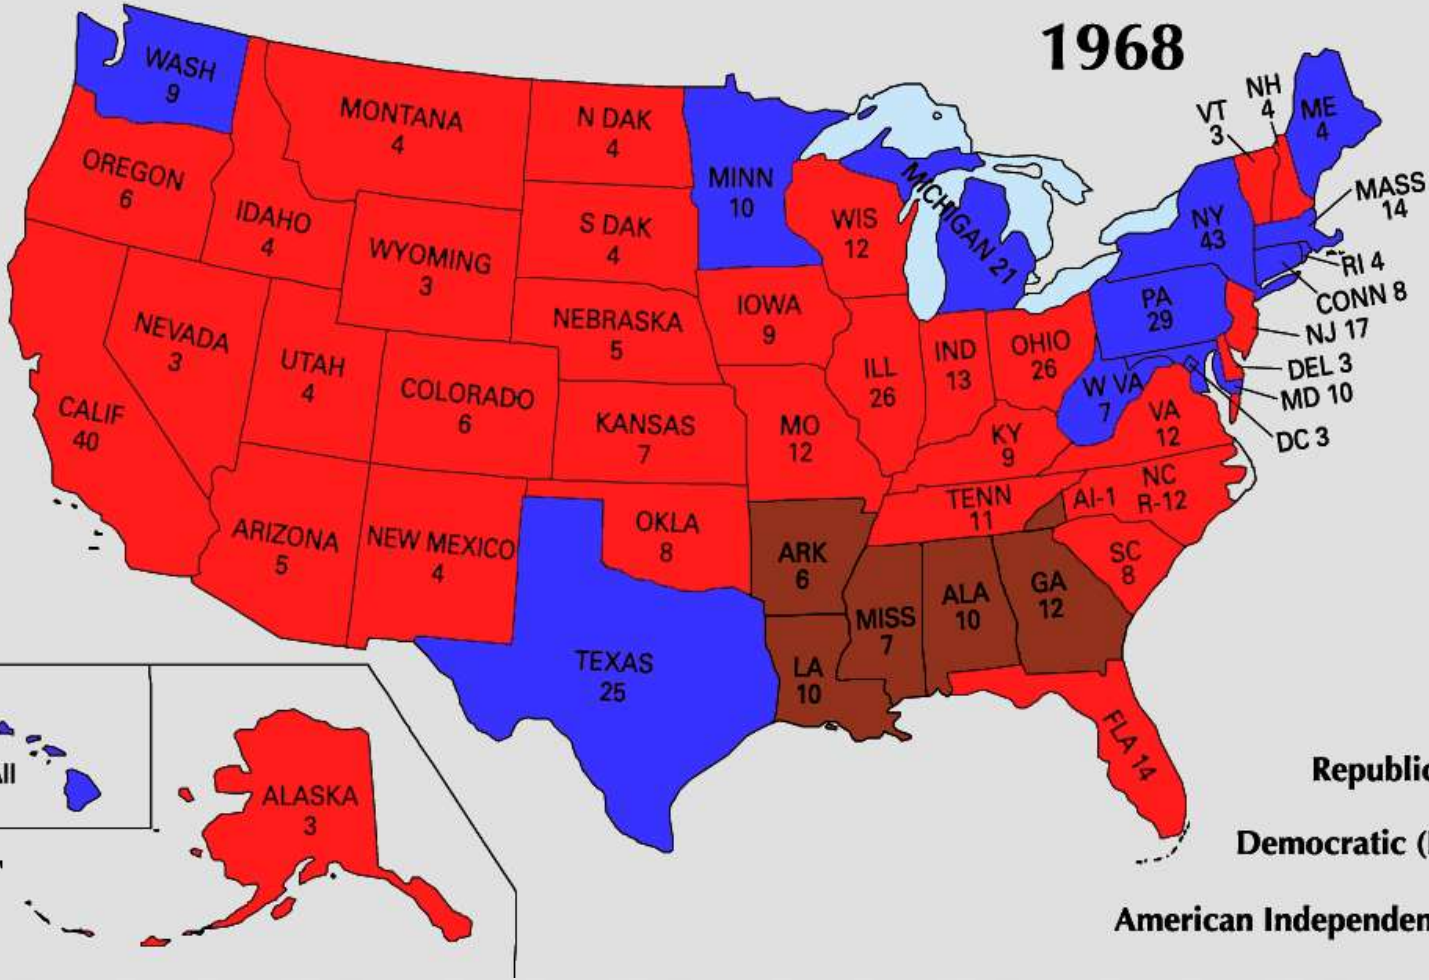 1968
WASH
9
OREGON
6
CALIF
40
IDAHO
4
NEVADA
3
MONTANA
4
WYOMING
3
UTAH
4
COLORADO
6
ARIZONA
5
NEW MEXICO
4
N DAK
4
S DAK
4
NEBRASKA
5
KANSAS
7
OKLA
8
TEXAS
25
MINN
10
IOWA
9
MO
12
ARK
6
LA
10
WIS
12
ILL
26
MICHIGAN 21
IND
13
OHIO
26
KY
9
TENN
11
MISS
7
ALA
10
GA
12
FLA 14
SC
8
AI-1
NC
R-12
VA
12
W VA
7
PA
29
NY
43
VT
3
NH
4
ME
4
MASS
14
RI 4
CONN 8
NJ 17
DEL 3
MD 10
DC 3
ALASKA
3
Republic
Democratic (
American Independen